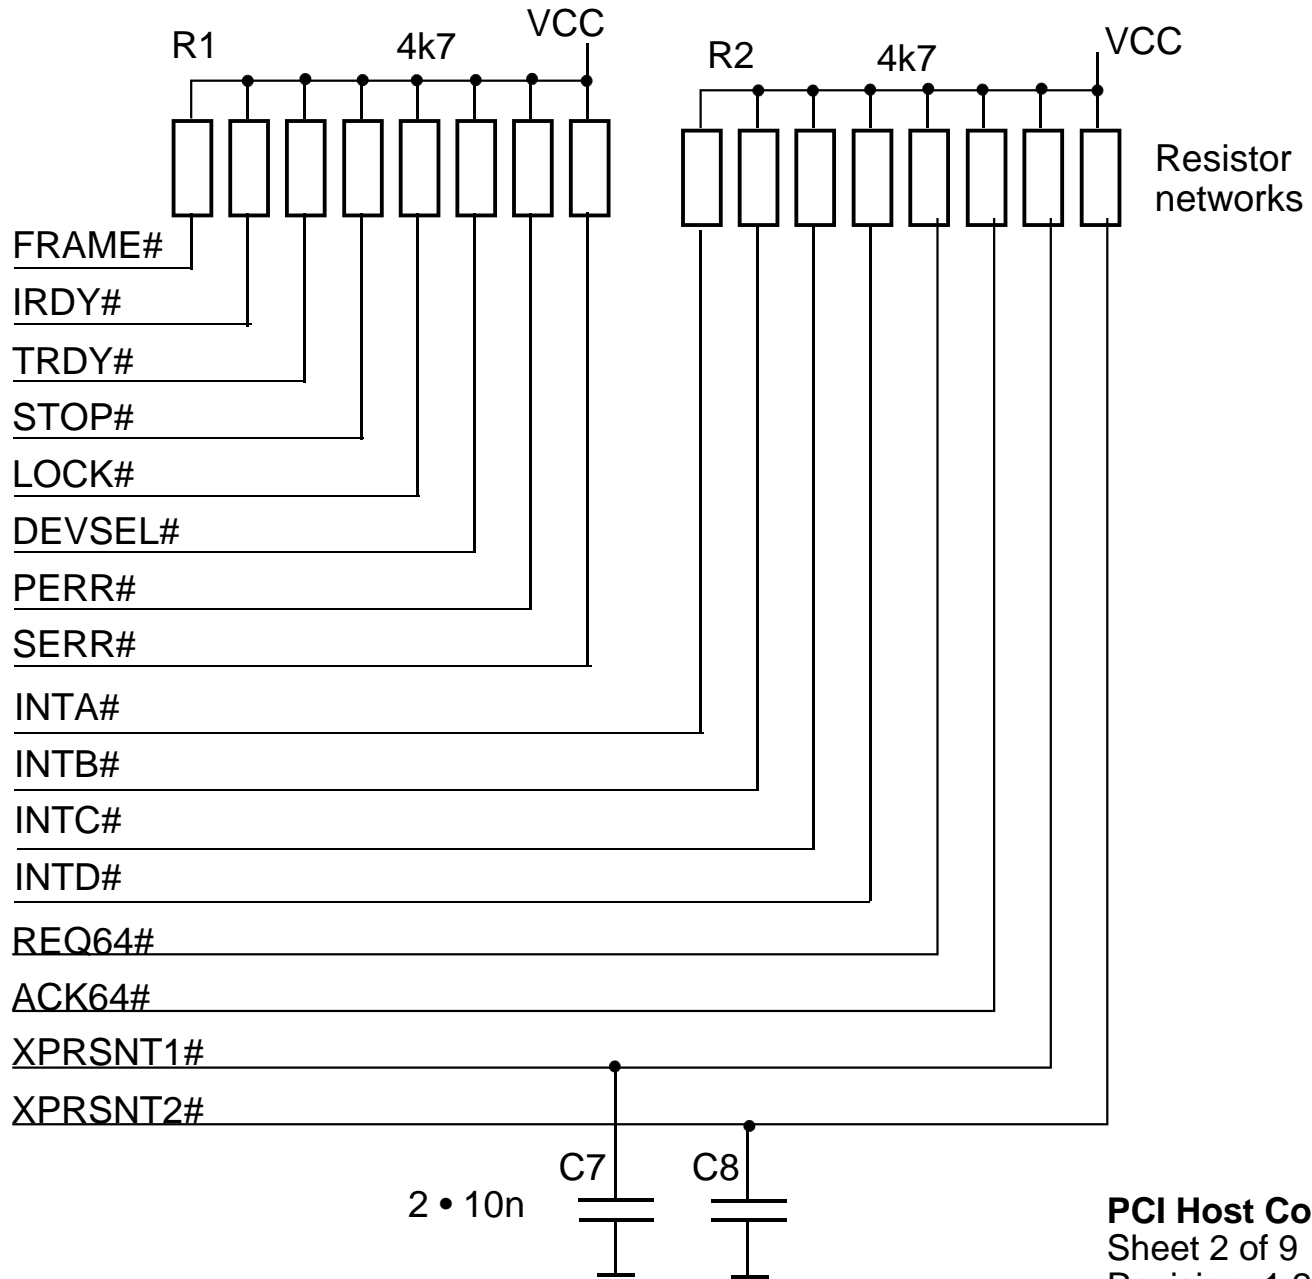 R1
4k7
VCC
R2
4k7
VCC
Resistor
networks
FRAME#
IRDY#
TRDY#
STOP#
LOCK#
DEVSEL#
PERR#
SERR#
INTA#
INTB#
INTC#
INTD#
REQ64#
ACK64#
XPRSNT1#
XPRSNT2#
C7
C8
2 • 10n
PCI Host Co
Sheet 2 of 9